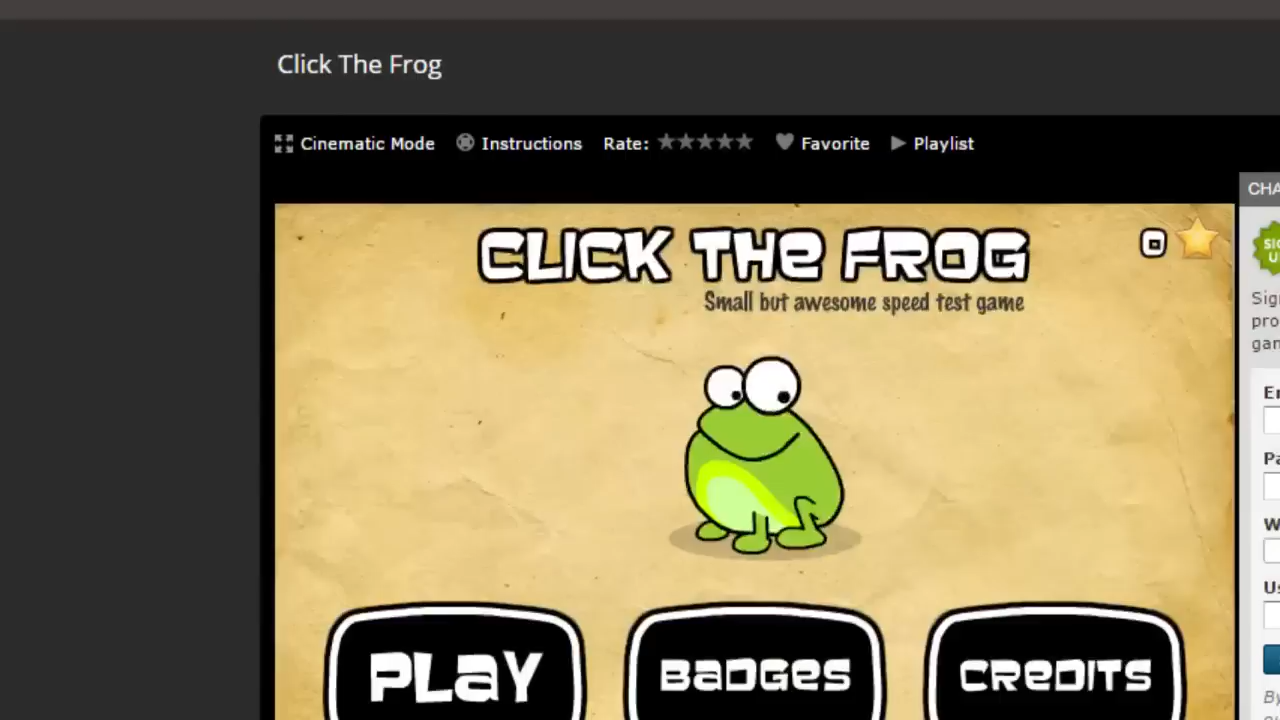 Click The Frog
Cinematic Mode Instructions Rate: Favorite Playlist
CLICK THE FROG
0
Small but awesome speed test game
PLAY BADGES CREDITS